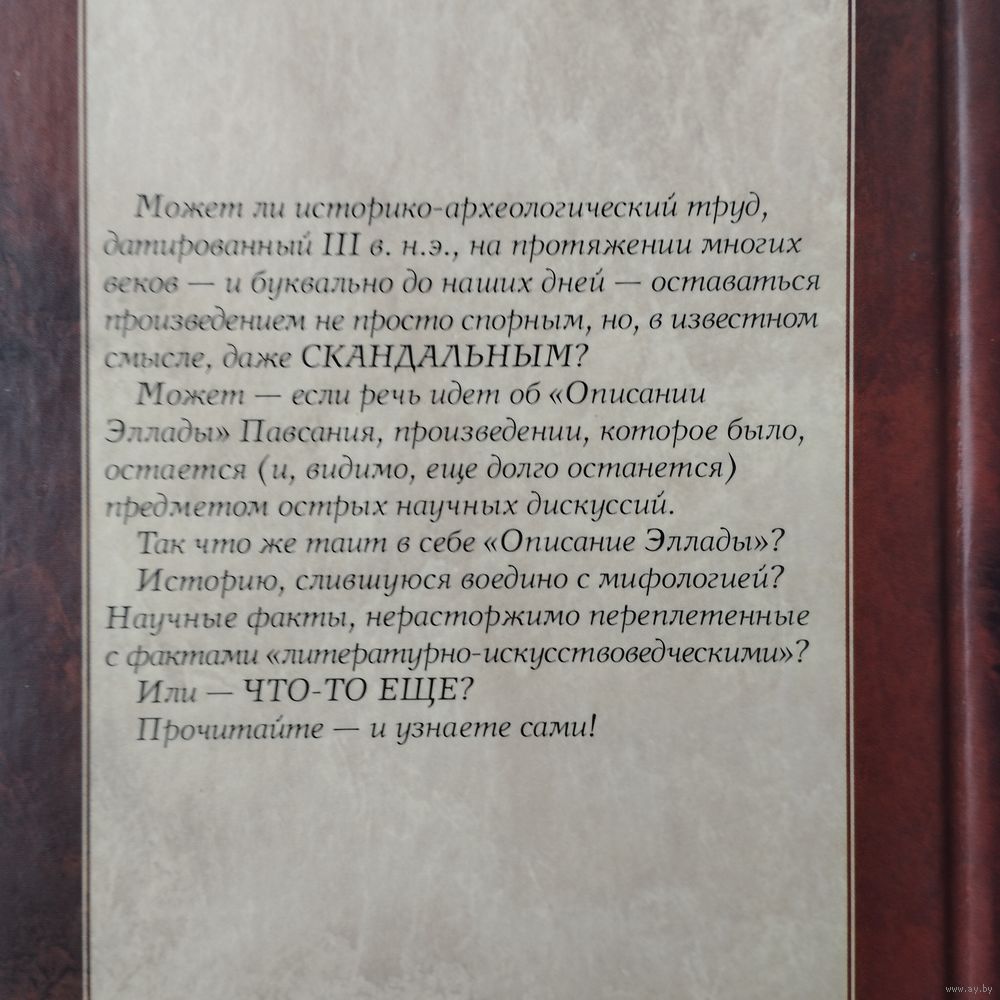 Может ли историко-археологический труд,
датированный III в. н.э., на протяжении многих
веков — и буквально до наших дней — оставаться
произведением не просто спорным, но, в известном
смысле, даже СКАНДАЛЬНЫМ?
Может — если речь идет об «Описании
Эллады» Павсания, произведении, которое было,
остается (и, видимо, еще долго останется)
предметом острых научных дискуссий.
Так что же таит в себе «Описание Эллады»?
Историю, слившуюся воедино с мифологией?
Научные факты, нерасторжимо переплетенные
с фактами «литературно-искусствоведческими»?
Или — ЧТО-ТО ЕЩЕ?
Прочитайте — и узнаете сами!
www.ay.by